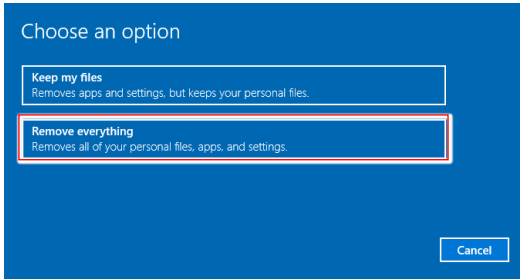 Choose an option
Keep my files
Removes apps and settings, but keeps your personal files.
Remove everything
Removes all of your personal files, apps, and settings.
Cancel